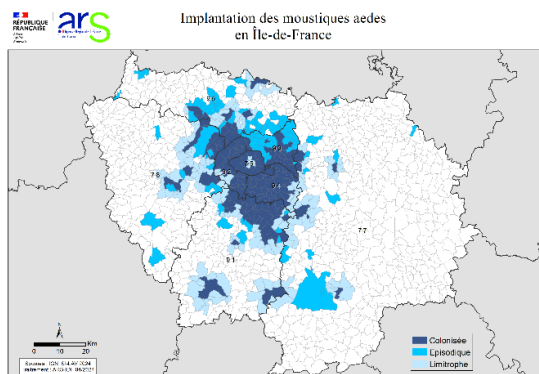 RÉPUBLIQUE
FRANÇAISE
ars
Implantation des moustiques aedes
en Île-de-France
95
93
92
75
94
78
77
91
Km
0
10
20
Colonisée
Episodique
Limitrophe